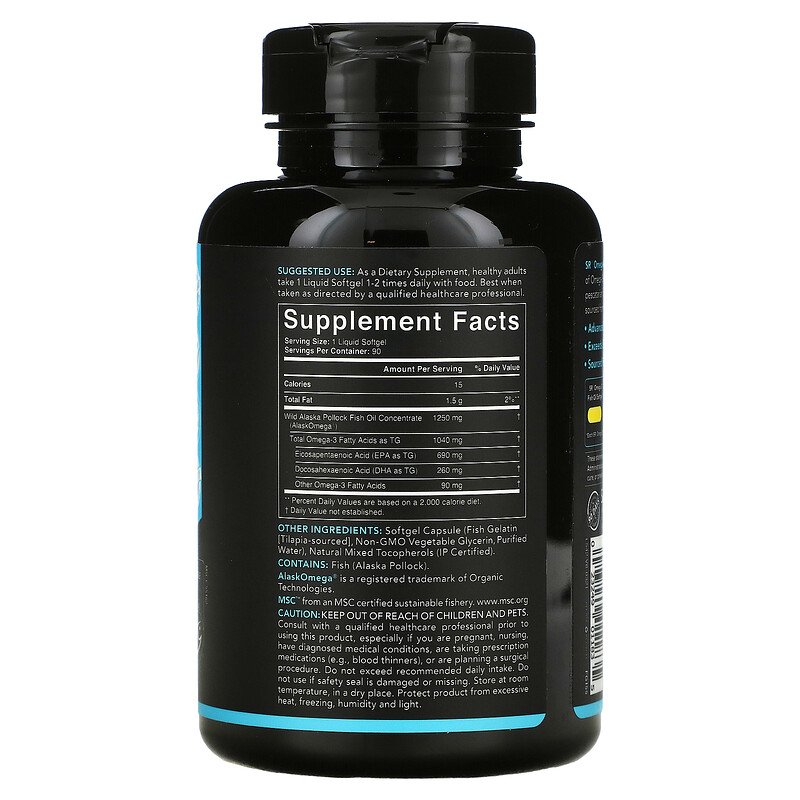 SUGGESTED USE: As a Dietary Supplement, healthy adults
take 1 Liquid Softgel 1-2 times daily with food. Best when
taken as directed by a qualified healthcare professional.
Supplement Facts
Serving Size: 1 Liquid Softgel
Servings Per Container: 90
Amount Per Serving % Daily Value
Calories 15
Total Fat 1.5 g 2%**
Wild Alaska Pollock Fish Oil Concentrate 1250 mg †
(AlaskOmega®)
Total Omega-3 Fatty Acids as TG 1040 mg †
Eicosapentaenoic Acid (EPA as TG) 690 mg †
Docosahexaenoic Acid (DHA as TG) 260 mg †
Other Omega-3 Fatty Acids 90 mg †
** Percent Daily Values are based on a 2,000 calorie diet.
† Daily Value not established.
OTHER INGREDIENTS: Softgel Capsule (Fish Gelatin
[Tilapia-sourced], Non-GMO Vegetable Glycerin, Purified
Water), Natural Mixed Tocopherols (IP Certified).
CONTAINS: Fish (Alaska Pollock).
AlaskOmega® is a registered trademark of Organic
Technologies.
MSC™ from an MSC certified sustainable fishery. www.msc.org
CAUTION: KEEP OUT OF REACH OF CHILDREN AND PETS.
Consult with a qualified healthcare professional prior to
using this product, especially if you are pregnant, nursing,
have diagnosed medical conditions, are taking prescription
medications (e.g., blood thinners), or are planning a surgical
procedure. Do not exceed recommended daily intake. Do
not use if safety seal is damaged or missing. Store at room
temperature, in a dry place. Protect product from excessive
heat, freezing, humidity and light.
SR® Omega
of Omega
sourced
• Advanc
• Exceeds
• Sourced